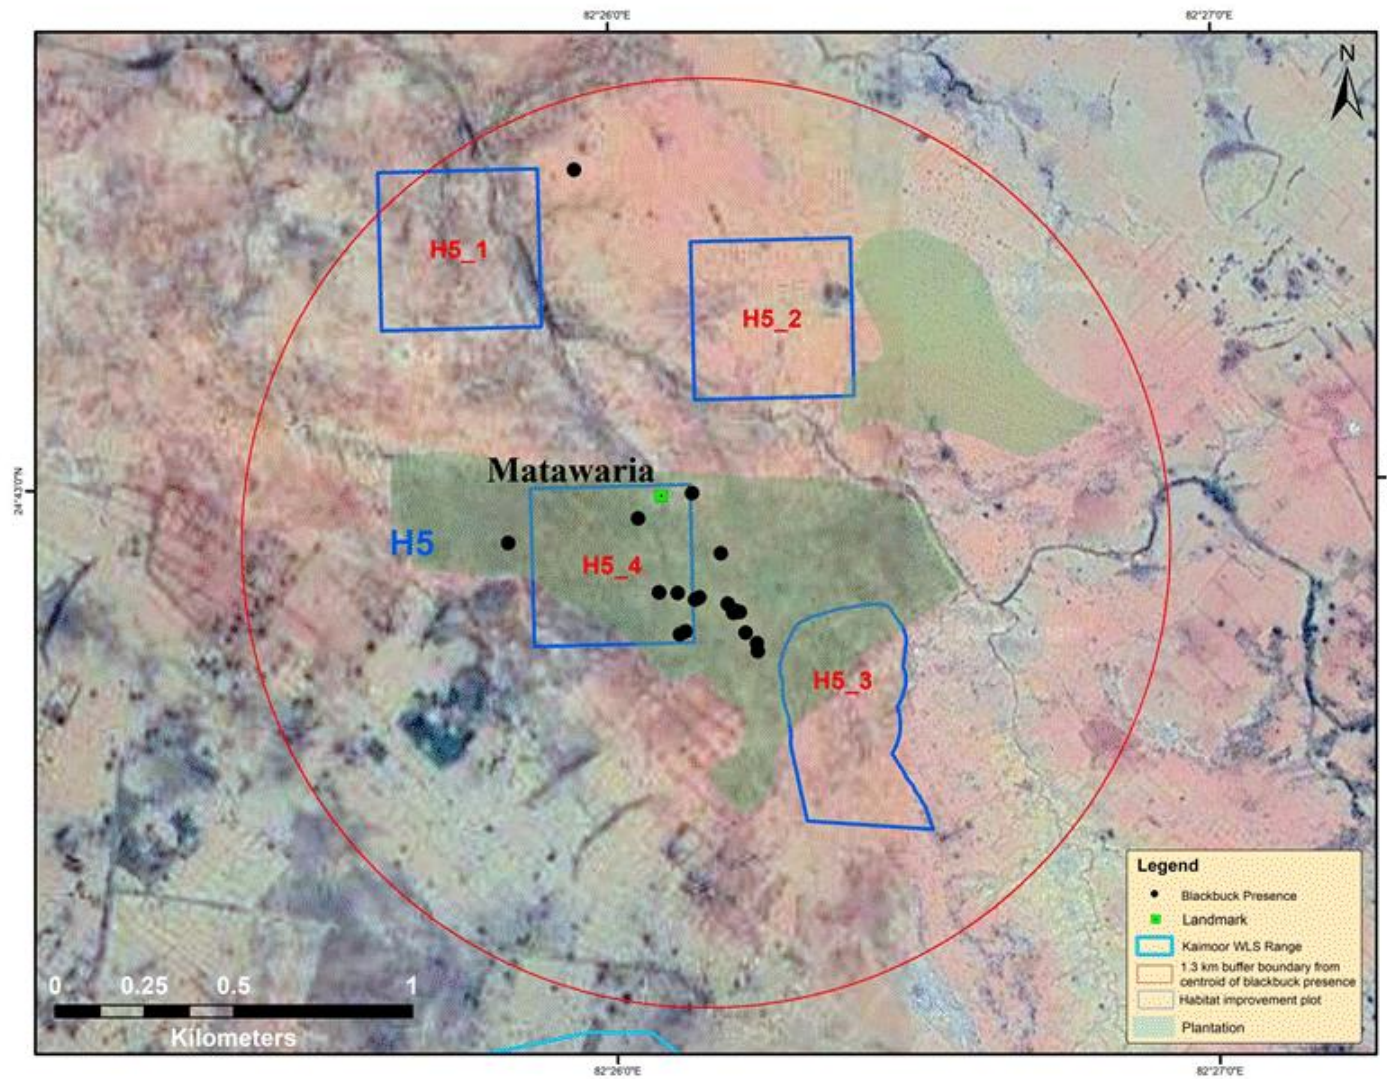 82°26'0"E 82°27'0"E
N
H5_1
H5_2
Matawaria
24°43'0"N
H5
H5_4
H5_3
Legend
Blackbuck Presence
Landmark
Kaimoor WLS Range
1.3 km buffer boundary from
centroid of blackbuck presence
Habitat improvement plot
Plantation
0 0.25 0.5 1
Kilometers
82°26'0"E 82°27'0"E